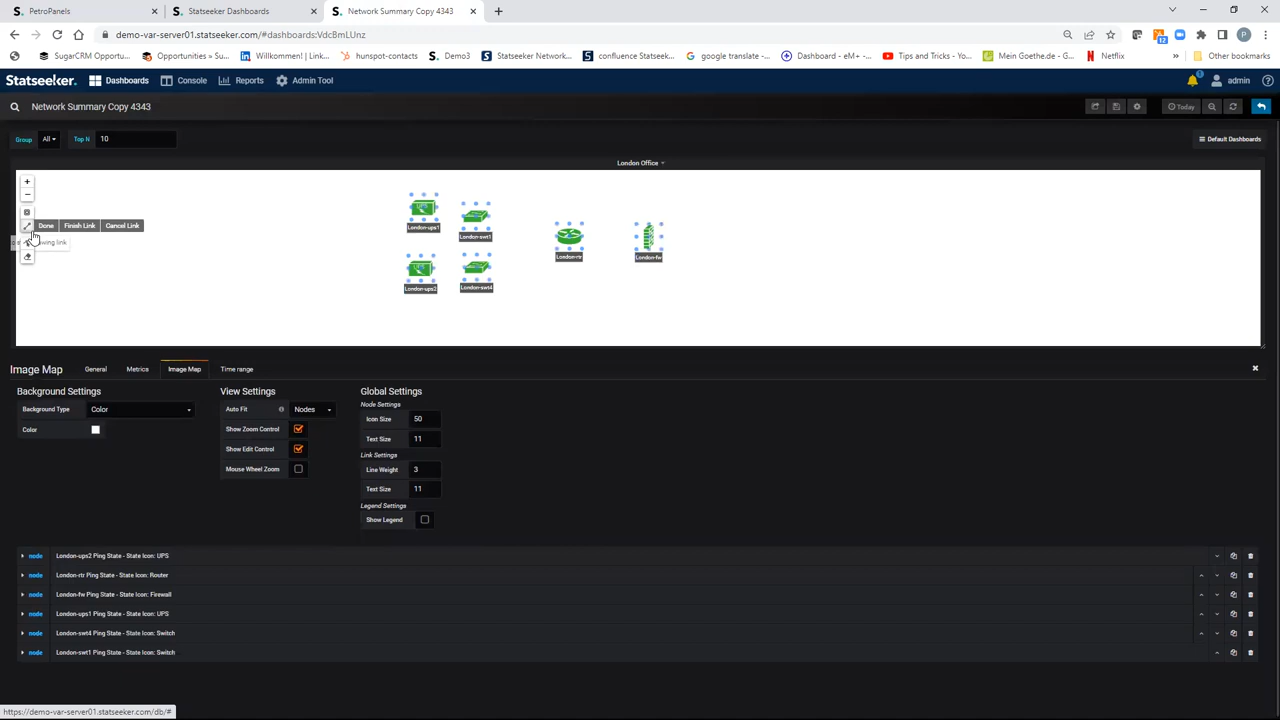 PetroPanels
Statseeker Dashboards
Network Summary Copy 4343
demo-var-server01.statseeker.com/#dashboards:VdcBmLUnz
SugarCRM Opportu...
Opportunities » Su...
Willkommen! | Link...
hunspot-contacts
Demo3
Statseeker Network...
confluence Statseek...
google translate - ...
Dashboard - eM+ -...
Tips and Tricks - Yo...
Mein Goethe.de - G...
Netflix
»
Other bookmarks
Statseeker
Dashboards
Console
Reports
Admin Tool
admin
Network Summary Copy 4343
Today
Group
All
Top N
10
Default Dashboards
London Office
+
−
Done
Finish Link
Cancel Link
London-ups1
London-swt1
London-rtr
London-fw
London-ups2
London-swt4
Image Map
General
Metrics
Image Map
Time range
Background Settings
Background Type
Color
Color
View Settings
Auto Fit
Nodes
Show Zoom Control
Show Edit Control
Mouse Wheel Zoom
Global Settings
Node Settings
Icon Size
50
Text Size
11
Link Settings
Line Weight
3
Text Size
11
Legend Settings
Show Legend
node London-ups2 Ping State - State Icon: UPS
node London-rtr Ping State - State Icon: Router
node London-fw Ping State - State Icon: Firewall
node London-ups1 Ping State - State Icon: UPS
node London-swt4 Ping State - State Icon: Switch
node London-swt1 Ping State - State Icon: Switch
https://demo-var-server01.statseeker.com/db/#